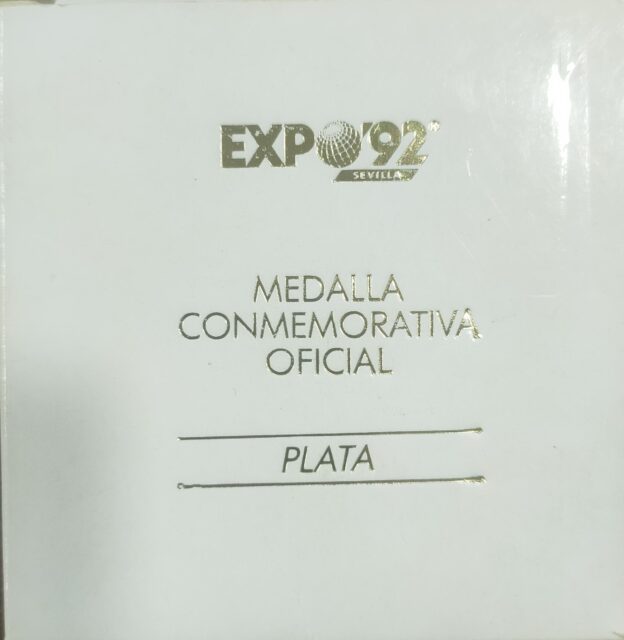 EXPO'92®
SEVILLA
MEDALLA
CONMEMORATIVA
OFICIAL
PLATA